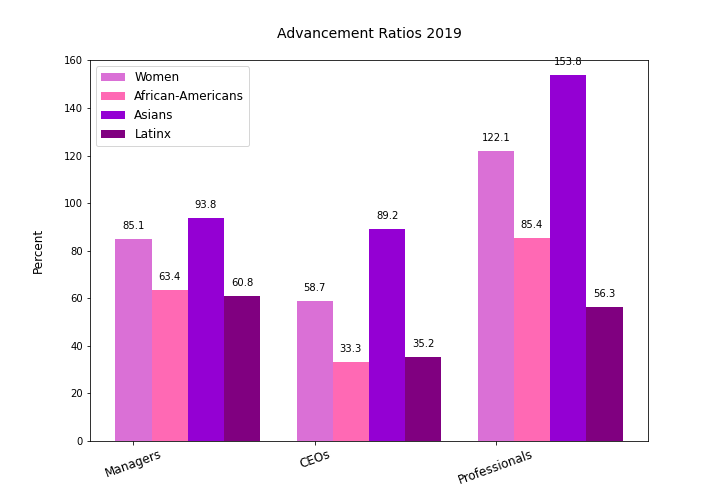 Advancement Ratios 2019
Percent
160
140
120
100
80
60
40
20
0
Women
African-Americans
Asians
Latinx
85.1
63.4
93.8
60.8
58.7
33.3
89.2
35.2
122.1
85.4
153.8
56.3
Managers
CEOs
Professionals